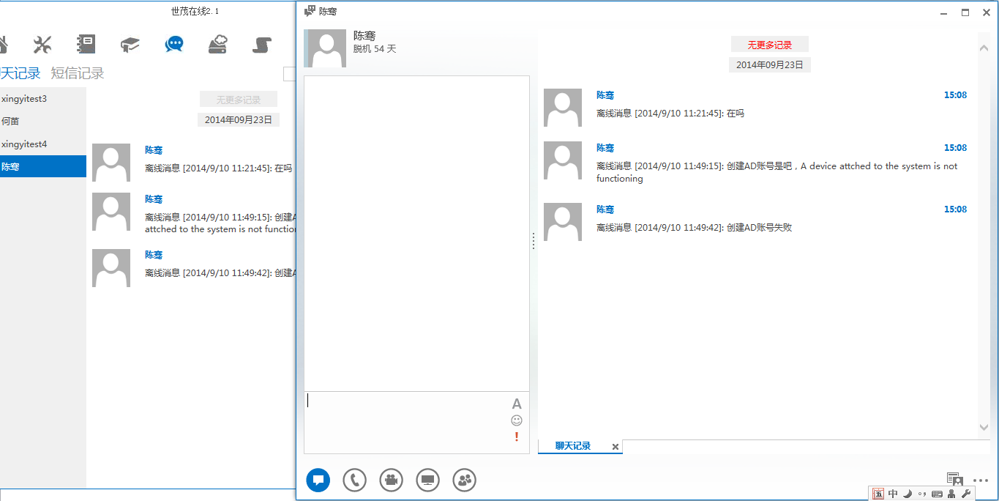 世茂在线2.1
天记录 短信记录
xingyitest3
何苗
xingyitest4
陈骞
无更多记录
2014年09月23日
陈骞
离线消息 [2014/9/10 11:21:45]: 在吗
陈骞
离线消息 [2014/9/10 11:49:15]: 创建
attched to the system is not
陈骞
离线消息 [2014/9/10 11:49:42]: 创建
陈骞
陈骞
脱机 54 天
A
!
无更多记录
2014年09月23日
陈骞 15:08
离线消息 [2014/9/10 11:21:45]: 在吗
陈骞 15:08
离线消息 [2014/9/10 11:49:15]: 创建AD账号是吧，A device attched to the system is not
functioning
陈骞 15:08
离线消息 [2014/9/10 11:49:42]: 创建AD账号失败
聊天记录
五 中